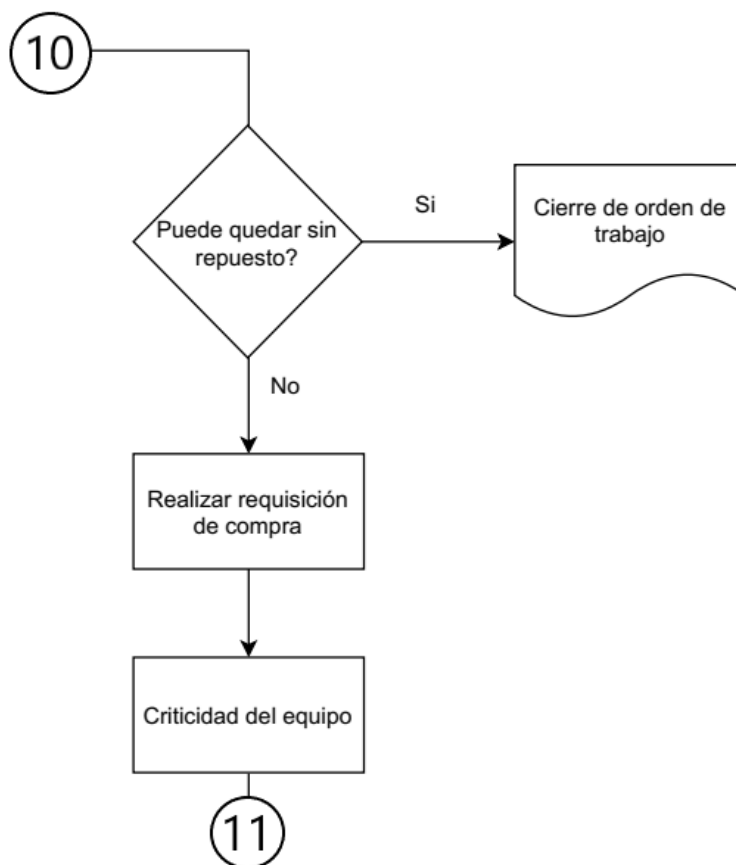 10
Puede quedar sin
repuesto?
Si
Cierre de orden de
trabajo
No
Realizar requisición
de compra
Criticidad del equipo
11